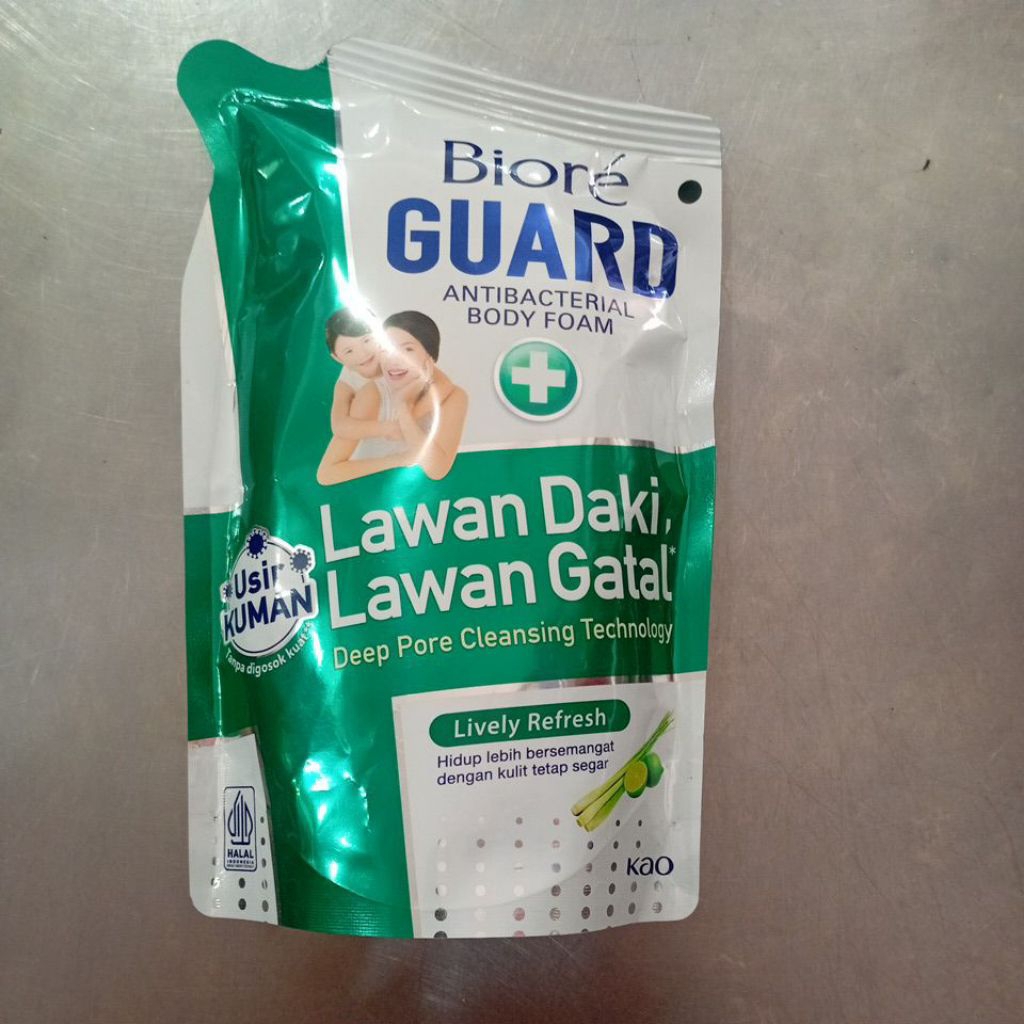 Bioré
GUARD
ANTIBACTERIAL
BODY FOAM
Lawan Daki,
Lawan Gatal*
Deep Pore Cleansing Technology
Usir
KUMAN
Tanpa digosok kuat**
Lively Refresh
Hidup lebih bersemangat
dengan kulit tetap segar
HALAL
INDONESIA
Kao